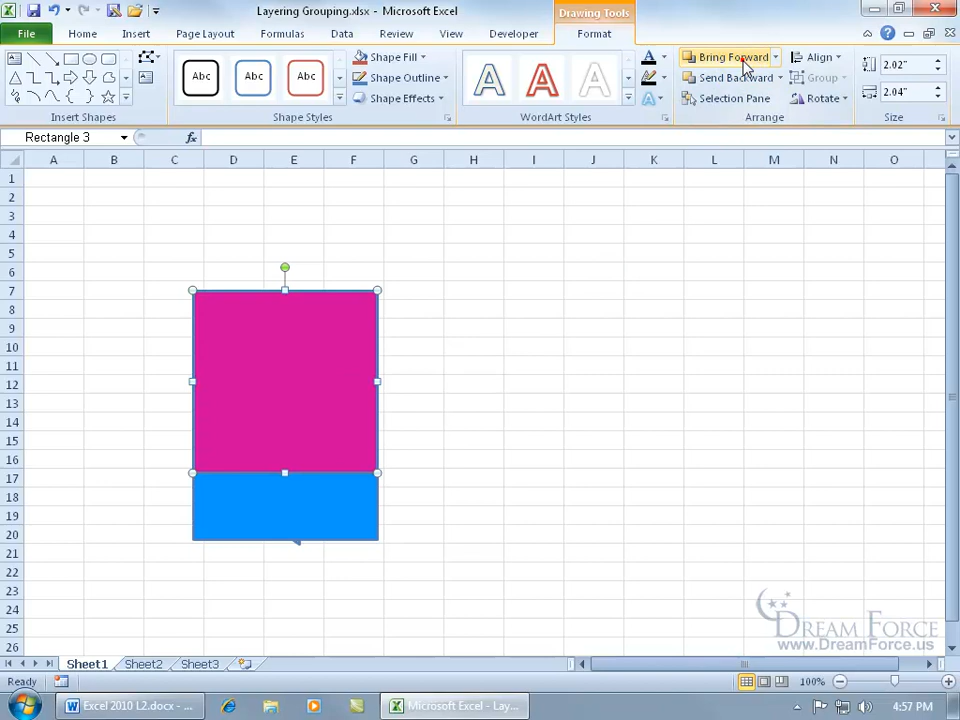 Layering Grouping.xlsx - Microsoft Excel
Drawing Tools
File Home Insert Page Layout Formulas Data Review View Developer Format
Abc Abc Abc
Shape Fill
Shape Outline
Shape Effects
A A A
Bring Forward
Send Backward
Selection Pane
Align
Group
Rotate
2.02"
2.04"
Insert Shapes Shape Styles WordArt Styles Arrange Size
Rectangle 3 fx
A B C D E F G H I J K L M N O
1
2
3
4
5
6
7
8
9
10
11
12
13
14
15
16
17
18
19
20
21
22
23
24
25
26
Dream Force
www.DreamForce.us
Sheet1 Sheet2 Sheet3
Ready 100%
Excel 2010 L2.docx - ... Microsoft Excel - Lay... 4:57 PM